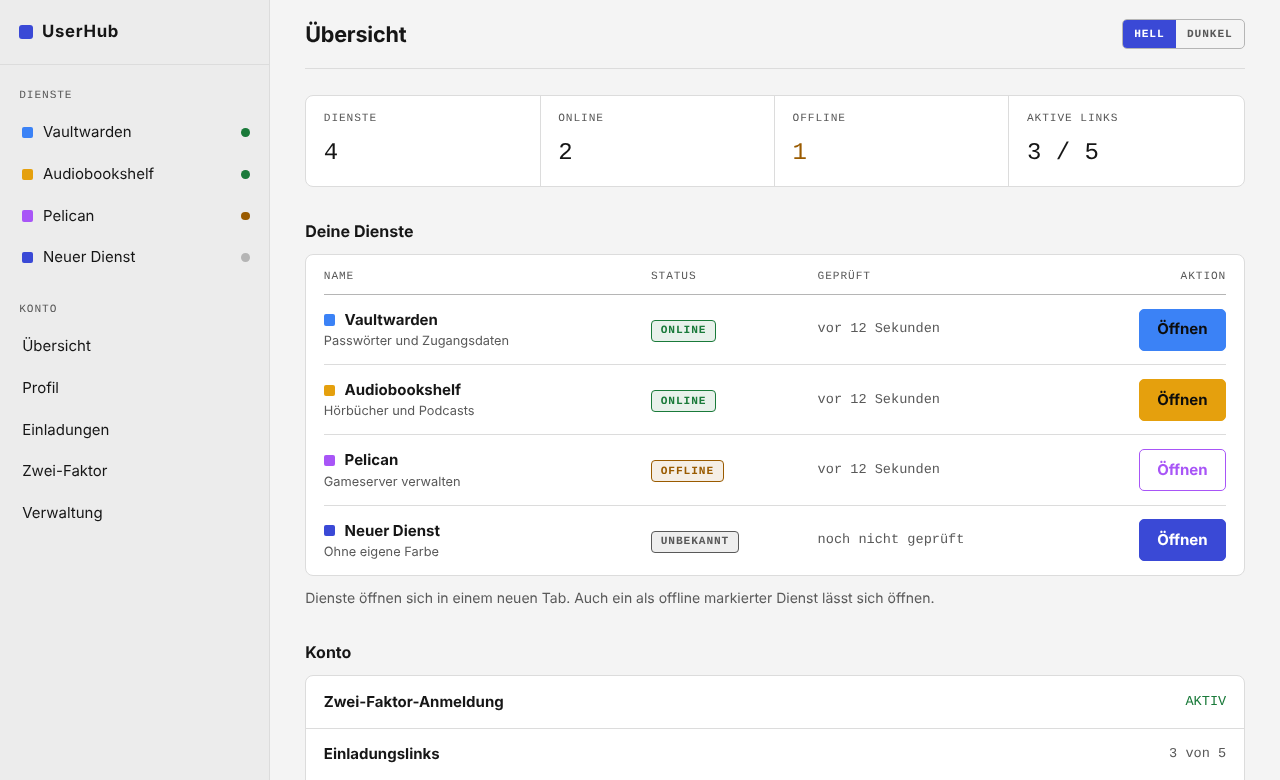 UserHub
DIENSTE
Vaultwarden
Audiobookshelf
Pelican
Neuer Dienst
KONTO
Übersicht
Profil
Einladungen
Zwei-Faktor
Verwaltung
Übersicht
HELL DUNKEL
DIENSTE ONLINE OFFLINE AKTIVE LINKS
4 2 1 3 / 5
Deine Dienste
NAME STATUS GEPRÜFT AKTION
Vaultwarden ONLINE vor 12 Sekunden Öffnen
Passwörter und Zugangsdaten
Audiobookshelf ONLINE vor 12 Sekunden Öffnen
Hörbücher und Podcasts
Pelican OFFLINE vor 12 Sekunden Öffnen
Gameserver verwalten
Neuer Dienst UNBEKANNT noch nicht geprüft Öffnen
Ohne eigene Farbe
Dienste öffnen sich in einem neuen Tab. Auch ein als offline markierter Dienst lässt sich öffnen.
Konto
Zwei-Faktor-Anmeldung AKTIV
Einladungslinks 3 von 5